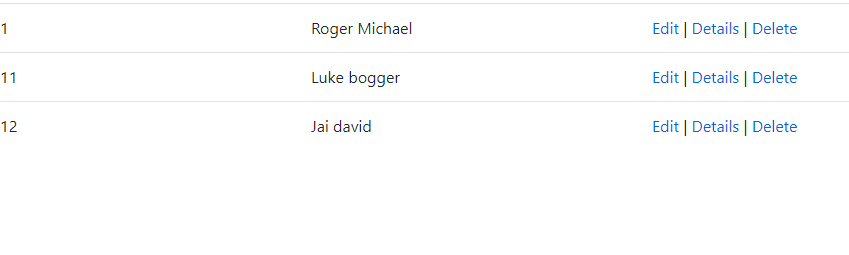 1 Roger Michael Edit | Details | Delete
11 Luke bogger Edit | Details | Delete
12 Jai david Edit | Details | Delete